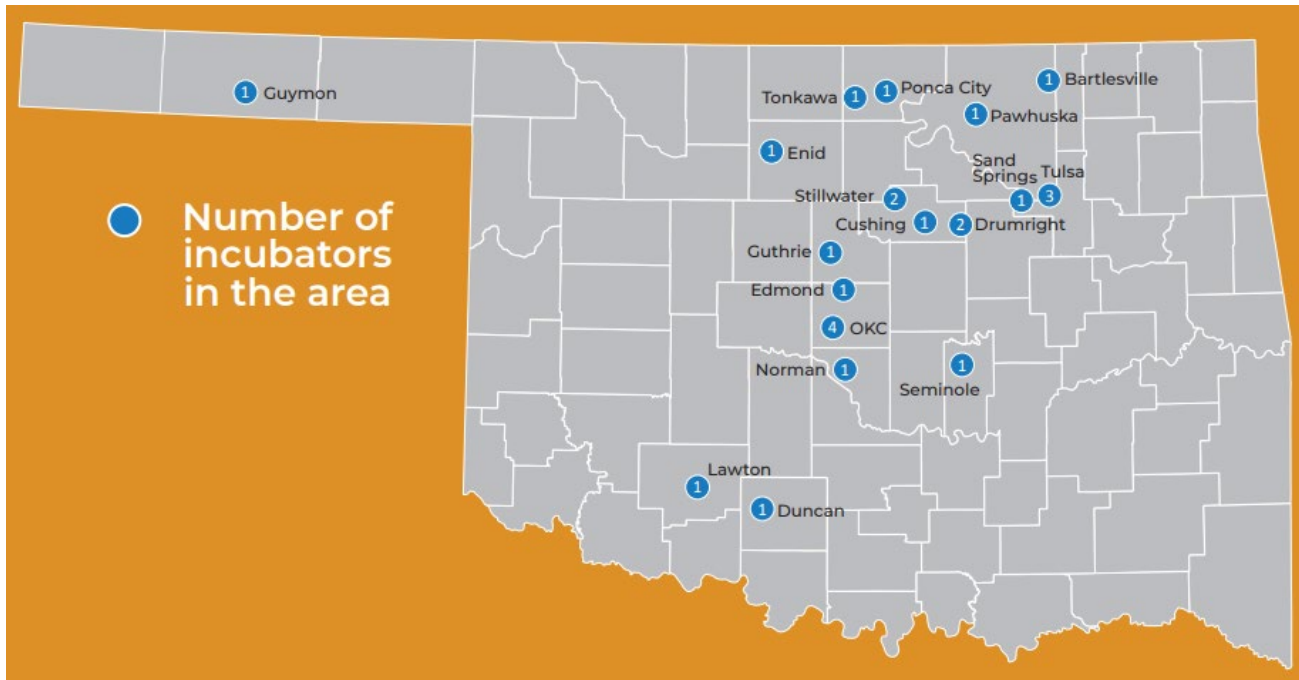 1 Guymon
Tonkawa 1
1 Ponca City
1 Bartlesville
1 Pawhuska
1 Enid
Sand
Springs
1
Tulsa
3
Stillwater 2
Cushing 1
2 Drumright
Number of
incubators
in the area
Guthrie 1
Edmond 1
4 OKC
Norman 1
1
Seminole
Lawton
1
1 Duncan